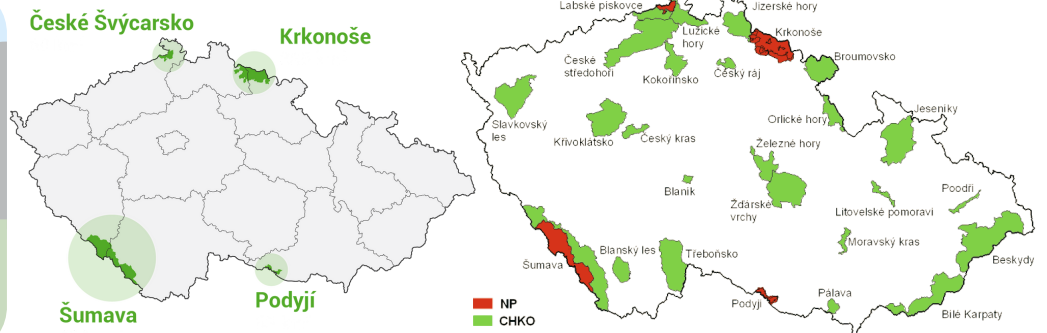 České Švýcarsko
Krkonoše
Šumava
Podyjí
Labské pískovce
Jizerské hory
Lužické
hory
Krkonoše
České
středohoří
Kokořínsko
Český ráj
Broumovsko
Slavkovský
les
Křivoklátsko
Český kras
Orlické hory
Jeseníky
Železné hory
Blaník
Žďárské
vrchy
Litovelské pomoraví
Poodří
Moravský kras
Beskydy
Šumava
Blanský les
Třeboňsko
Podyjí
Pálava
Bílé Karpaty
NP
CHKO